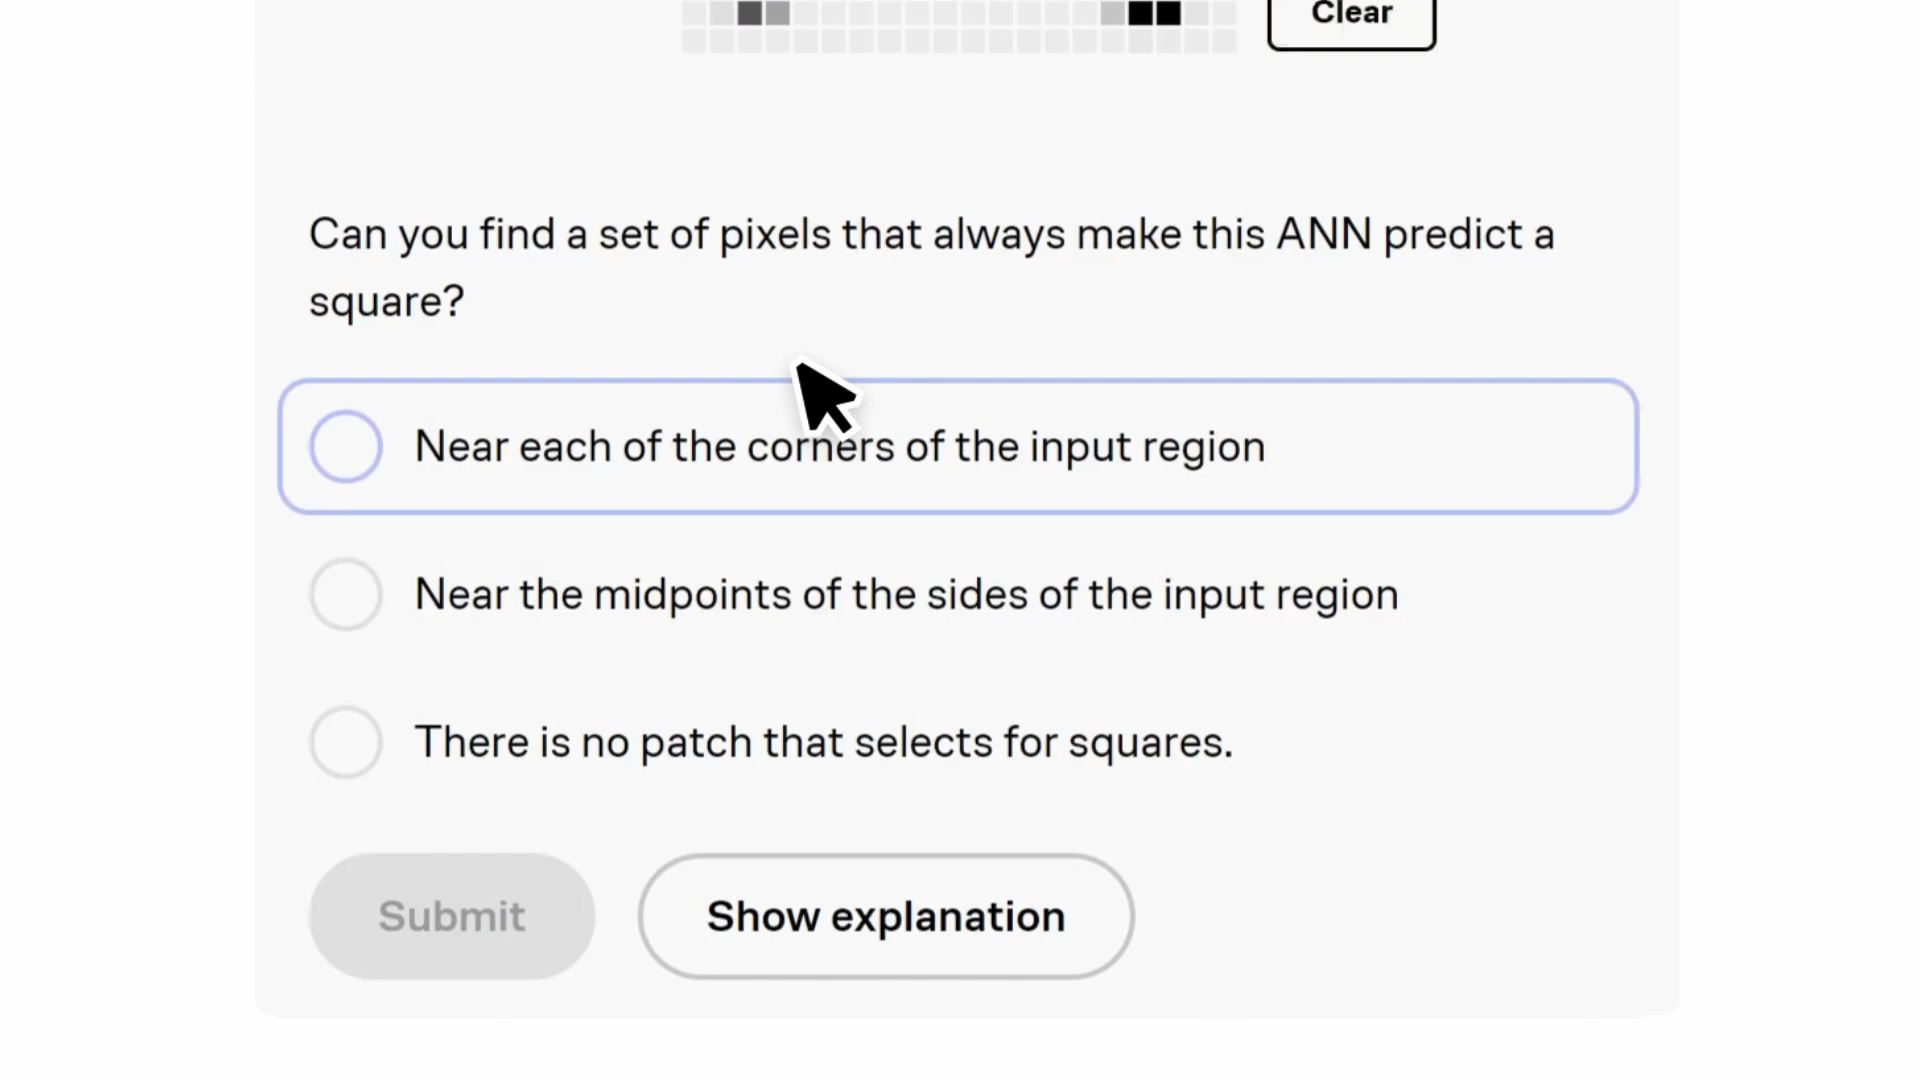 Clear
Can you find a set of pixels that always make this ANN predict a
square?
Near each of the corners of the input region
Near the midpoints of the sides of the input region
There is no patch that selects for squares.
Submit
Show explanation